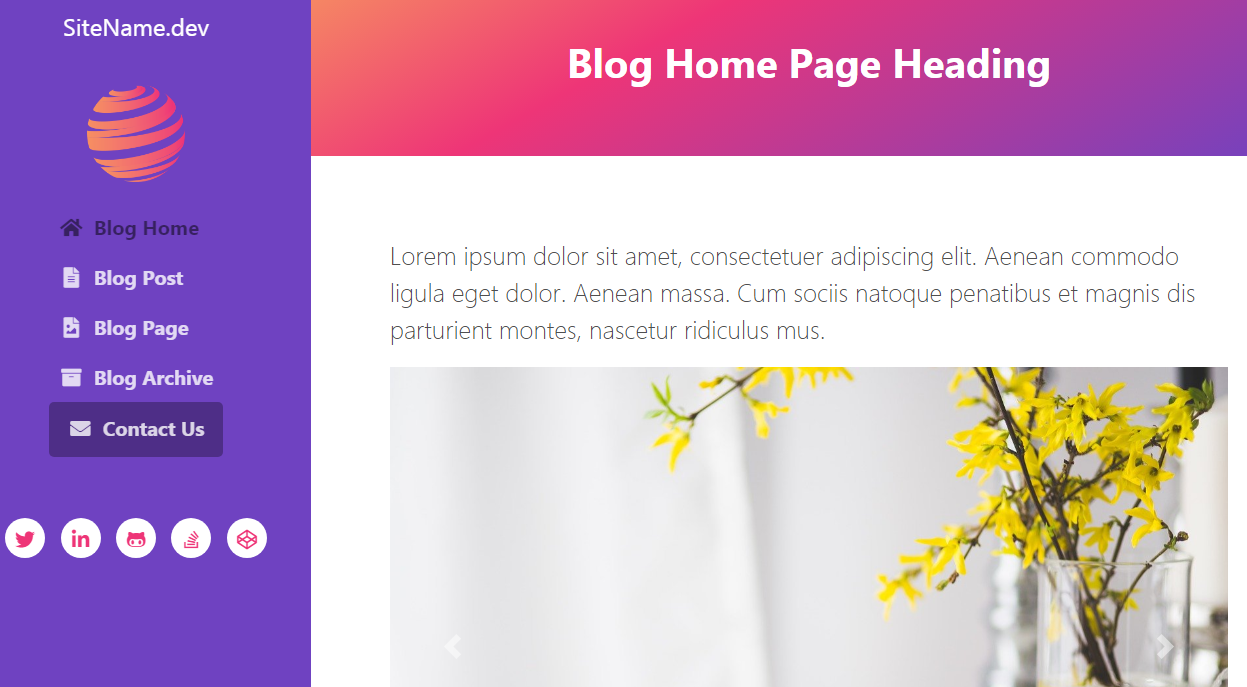 SiteName.dev
Blog Home
Blog Post
Blog Page
Blog Archive
Contact Us
Blog Home Page Heading
Lorem ipsum dolor sit amet, consectetuer adipiscing elit. Aenean commodo
ligula eget dolor. Aenean massa. Cum sociis natoque penatibus et magnis dis
parturient montes, nascetur ridiculus mus.